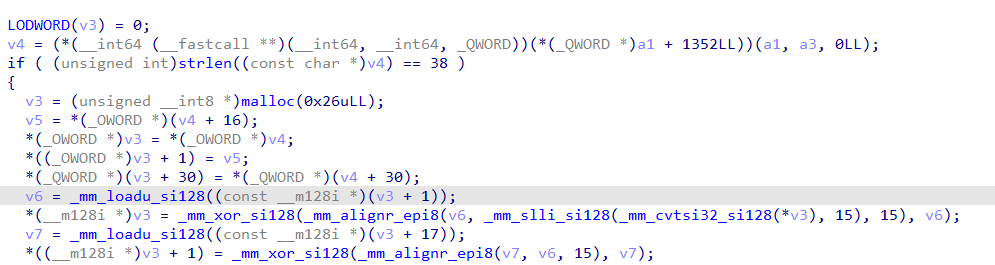 LODWORD(v3) = 0;
v4 = (*(__int64 (__fastcall **)(__int64, __int64, _QWORD))(*(_QWORD *)a1 + 1352LL))(a1, a3, 0LL);
if ( (unsigned int)strlen((const char *)v4) == 38 )
{
v3 = (unsigned __int8 *)malloc(0x26uLL);
v5 = *(_OWORD *)(v4 + 16);
*(_OWORD *)v3 = *(_OWORD *)v4;
*((_OWORD *)v3 + 1) = v5;
*(_QWORD *)(v3 + 30) = *(_QWORD *)(v4 + 30);
v6 = _mm_loadu_si128((const __m128i *)(v3 + 1));
*(__m128i *)v3 = _mm_xor_si128(_mm_alignr_epi8(v6, _mm_slli_si128(_mm_cvtsi32_si128(*v3), 15), 15), v6);
v7 = _mm_loadu_si128((const __m128i *)(v3 + 17));
*((__m128i *)v3 + 1) = _mm_xor_si128(_mm_alignr_epi8(v7, v6, 15), v7);